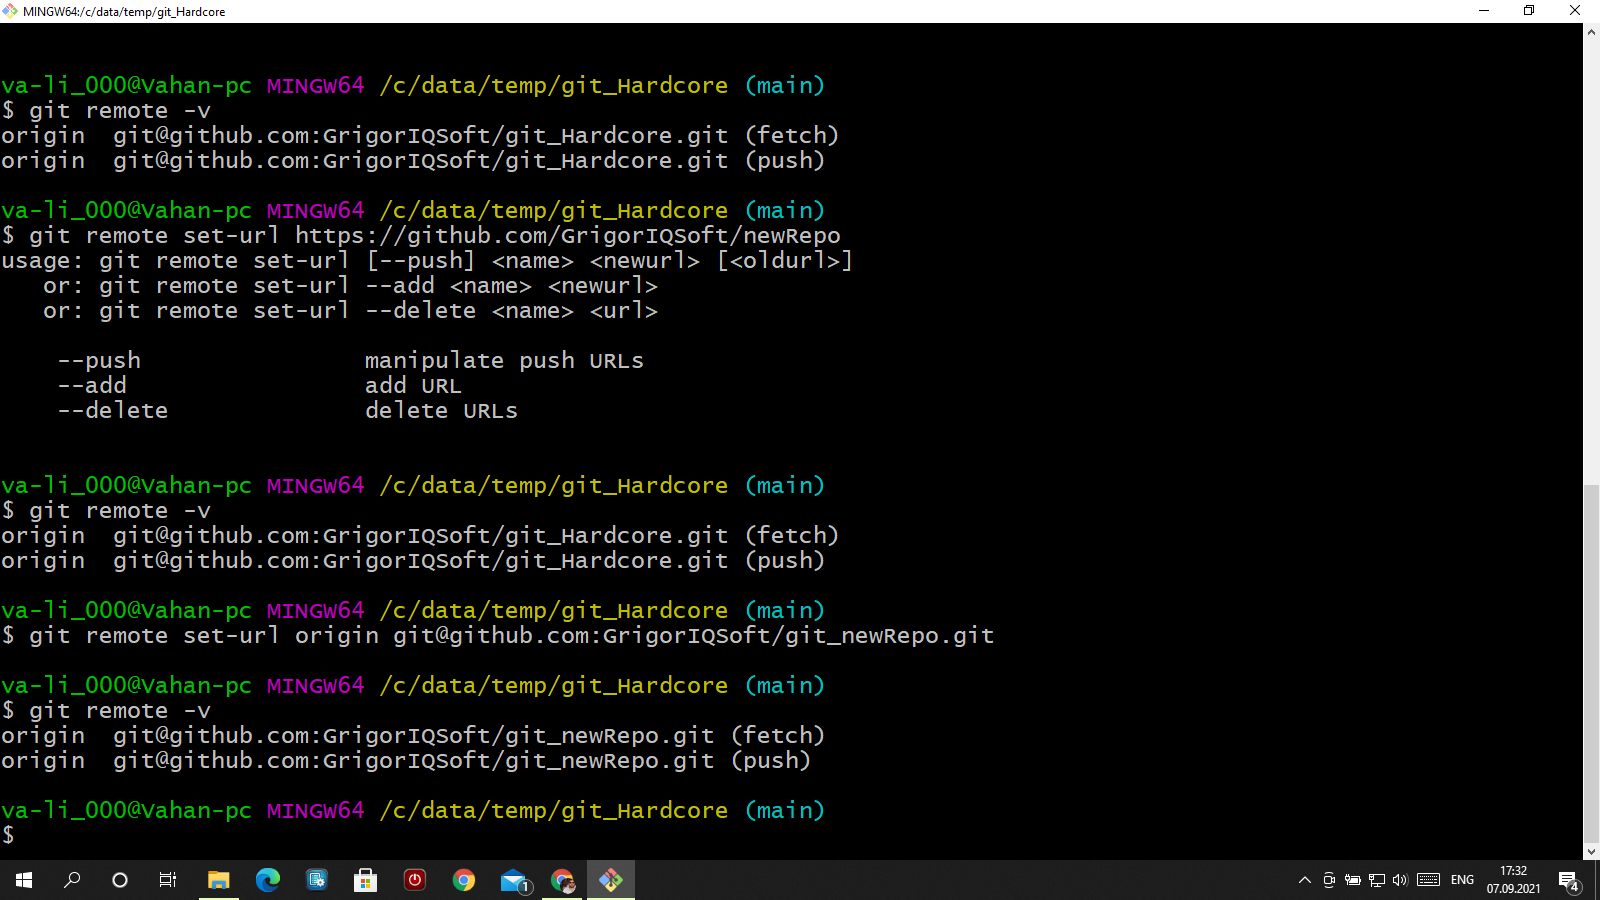 MINGW64:/c/data/temp/git_Hardcore
va-li_000@Vahan-pc MINGW64 /c/data/temp/git_Hardcore (main)
$ git remote -v
origin  git@github.com:GrigorIQSoft/git_Hardcore.git (fetch)
origin  git@github.com:GrigorIQSoft/git_Hardcore.git (push)
va-li_000@Vahan-pc MINGW64 /c/data/temp/git_Hardcore (main)
$ git remote set-url https://github.com/GrigorIQSoft/newRepo
usage: git remote set-url [--push] <name> <newurl> [<oldurl>]
   or: git remote set-url --add <name> <newurl>
   or: git remote set-url --delete <name> <url>
    --push                manipulate push URLs
    --add                 add URL
    --delete              delete URLs
va-li_000@Vahan-pc MINGW64 /c/data/temp/git_Hardcore (main)
$ git remote -v
origin  git@github.com:GrigorIQSoft/git_Hardcore.git (fetch)
origin  git@github.com:GrigorIQSoft/git_Hardcore.git (push)
va-li_000@Vahan-pc MINGW64 /c/data/temp/git_Hardcore (main)
$ git remote set-url origin git@github.com:GrigorIQSoft/git_newRepo.git
va-li_000@Vahan-pc MINGW64 /c/data/temp/git_Hardcore (main)
$ git remote -v
origin  git@github.com:GrigorIQSoft/git_newRepo.git (fetch)
origin  git@github.com:GrigorIQSoft/git_newRepo.git (push)
va-li_000@Vahan-pc MINGW64 /c/data/temp/git_Hardcore (main)
$
1
ENG
17:32
07.09.2021
4